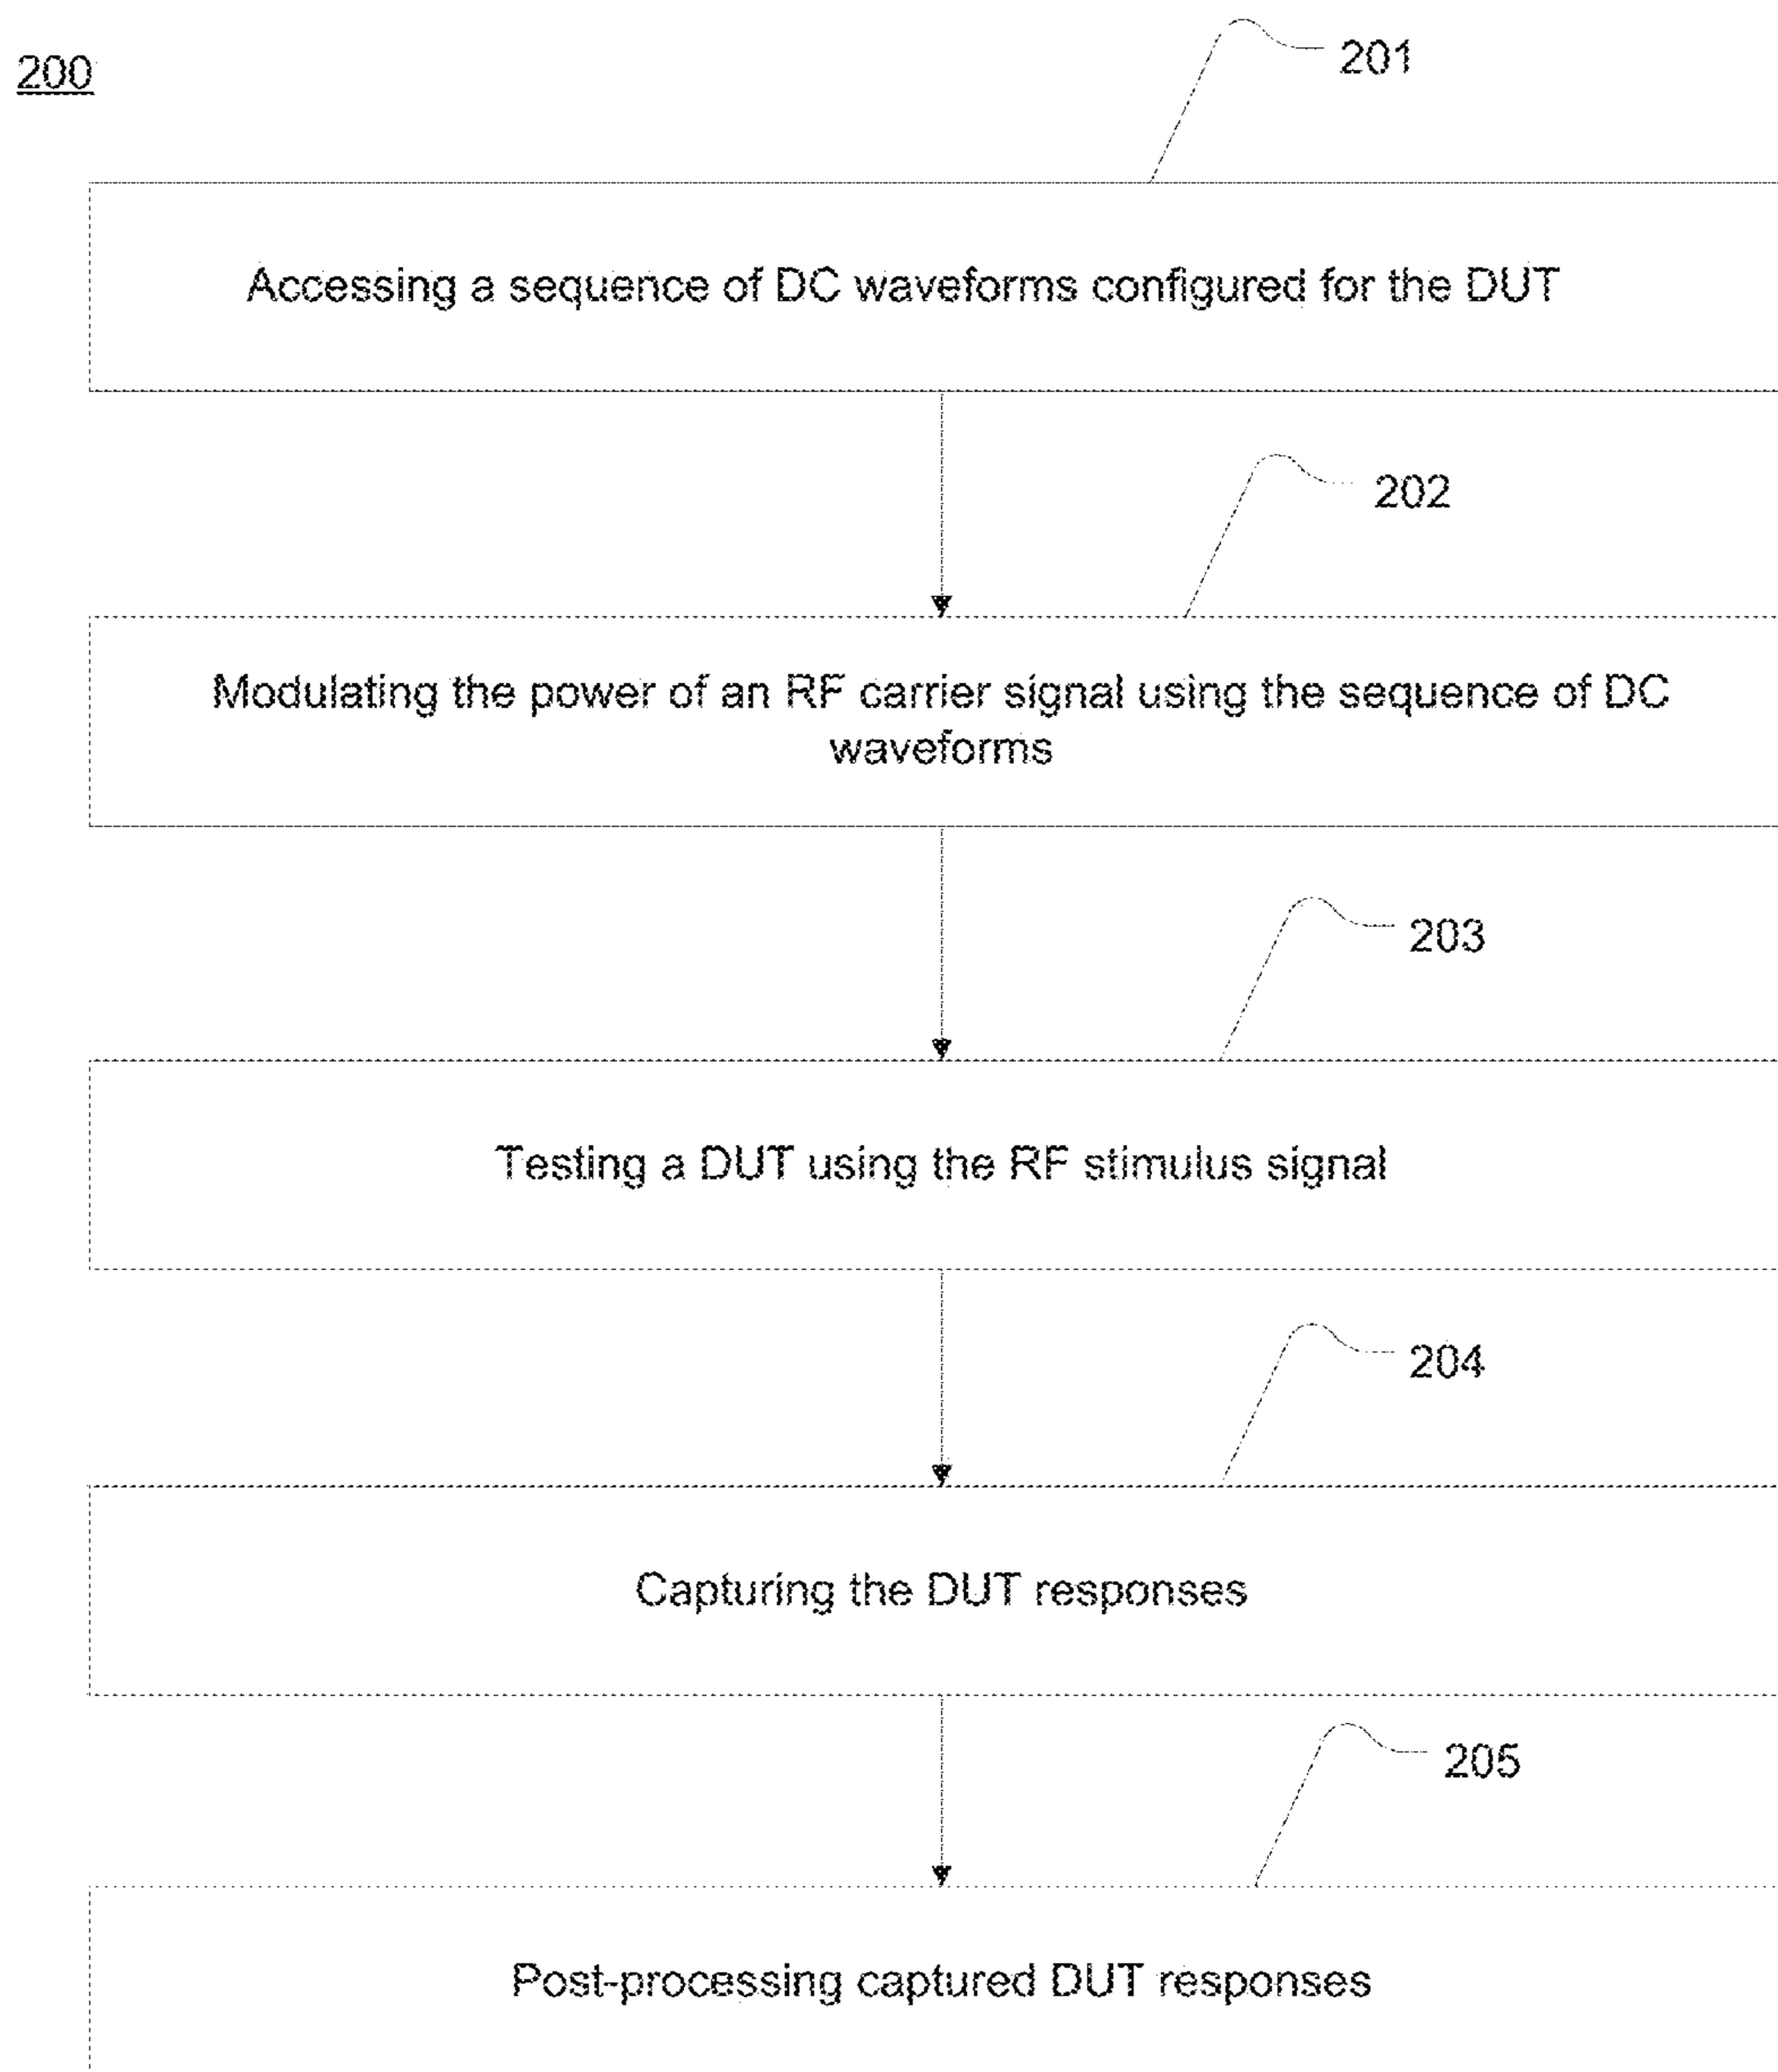 200
201
Accessing a sequence of DC waveforms configured for the DUT
202
Modulating the power of an RF carrier signal using the sequence of DC
waveforms
203
Testing a DUT using the RF stimulus signal
204
Capturing the DUT responses
205
Post-processing captured DUT responses